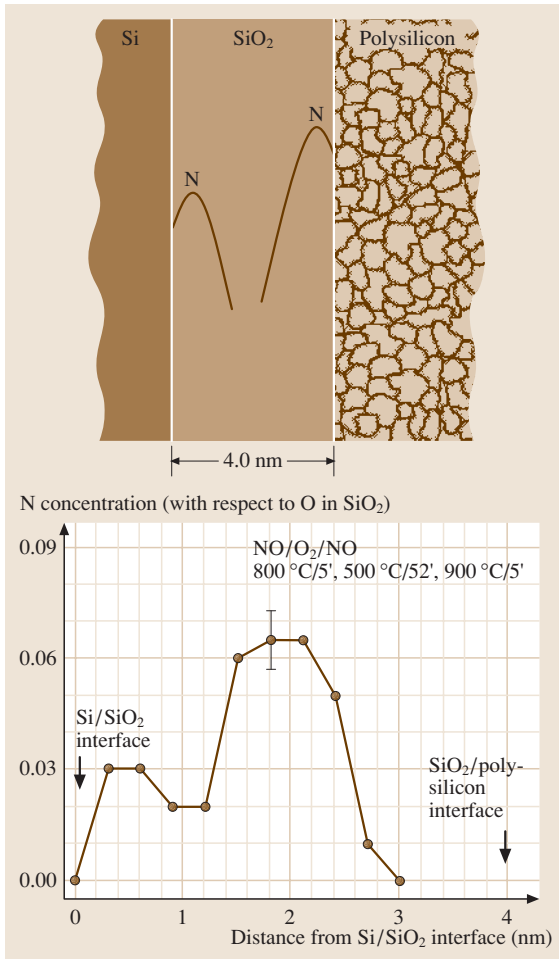 Si SiO₂ Polysilicon
N
N
4.0 nm
N concentration (with respect to O in SiO₂)
0.09
NO/O₂/NO
800 °C/5', 500 °C/52', 900 °C/5'
0.06
Si/SiO₂
interface
0.03
SiO₂/poly-
silicon
interface
0.00
0 1 2 3 4
Distance from Si/SiO₂ interface (nm)